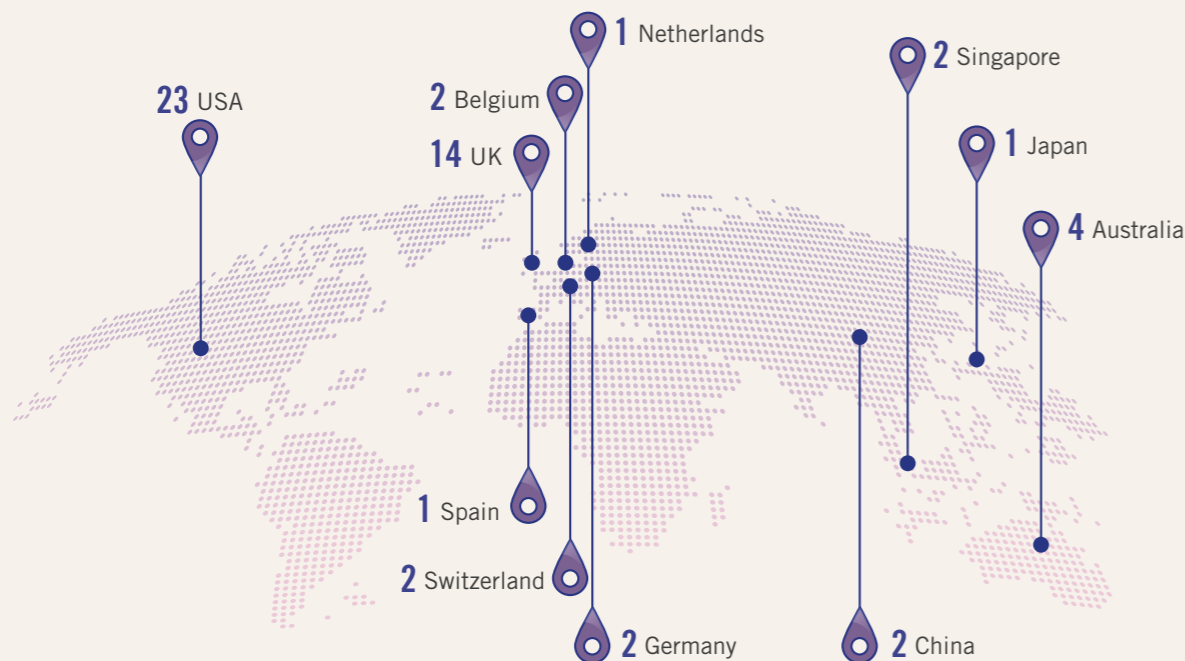 1 Netherlands
2 Singapore
23 USA
2 Belgium
14 UK
1 Japan
4 Australia
1 Spain
2 Switzerland
2 Germany
2 China